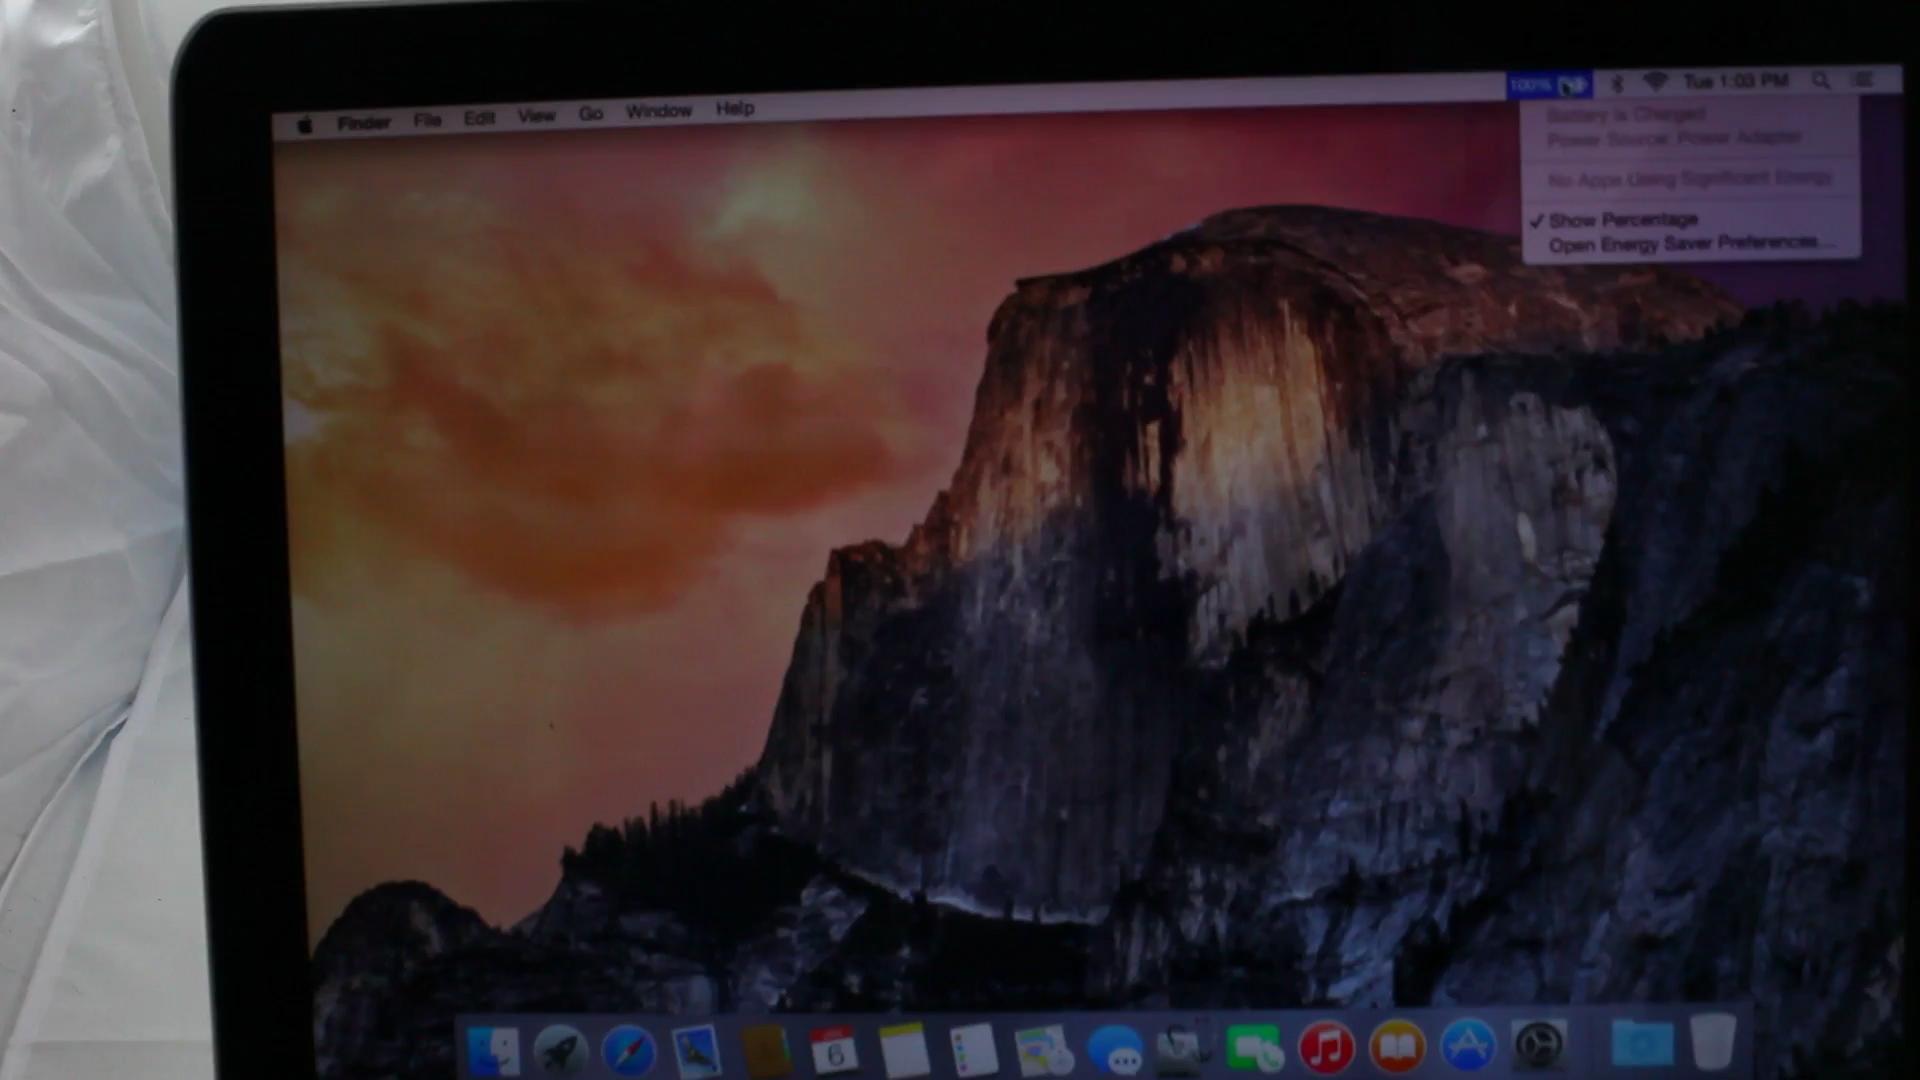 Finder File Edit View Go Window Help
100% Tue 1:03 PM
Battery Is Charged
Power Source: Power Adapter
No Apps Using Significant Energy
✓ Show Percentage
Open Energy Saver Preferences...
6